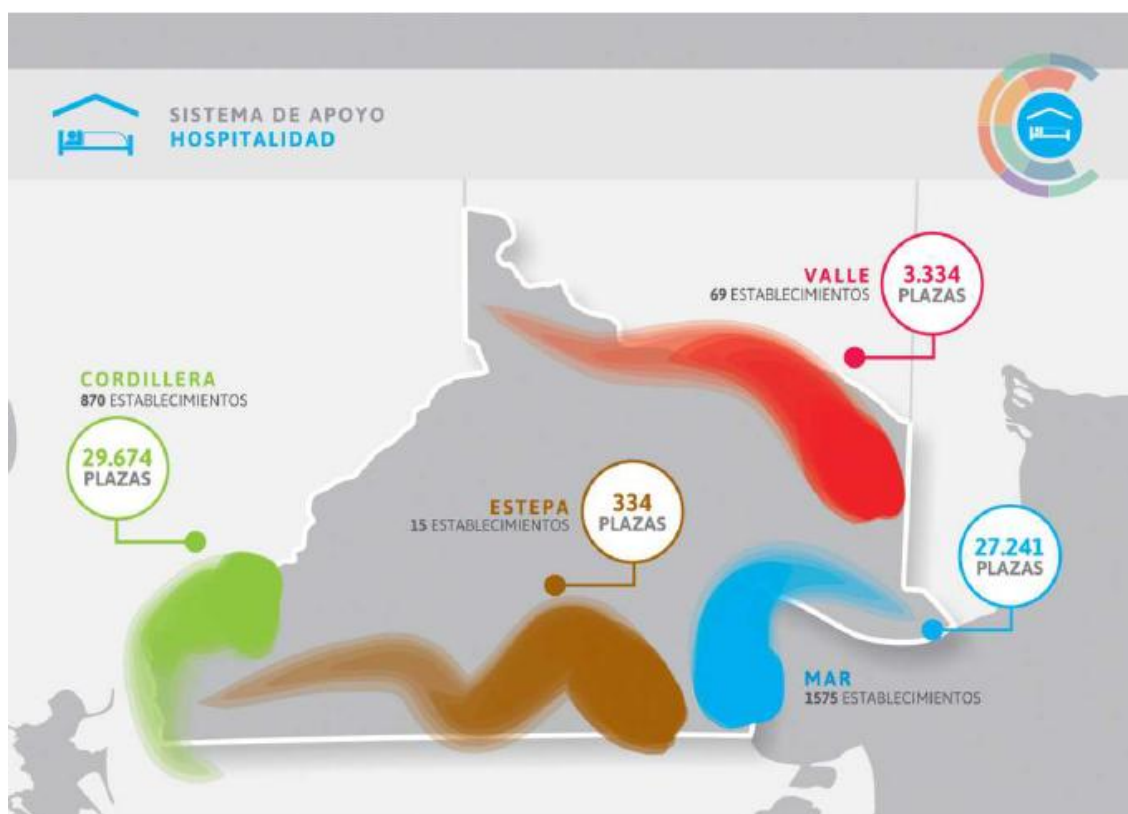 SISTEMA DE APOYO
HOSPITALIDAD
VALLE
69 ESTABLECIMIENTOS
3.334
PLAZAS
CORDILLERA
870 ESTABLECIMIENTOS
29.674
PLAZAS
ESTEPA
15 ESTABLECIMIENTOS
334
PLAZAS
27.241
PLAZAS
MAR
1575 ESTABLECIMIENTOS